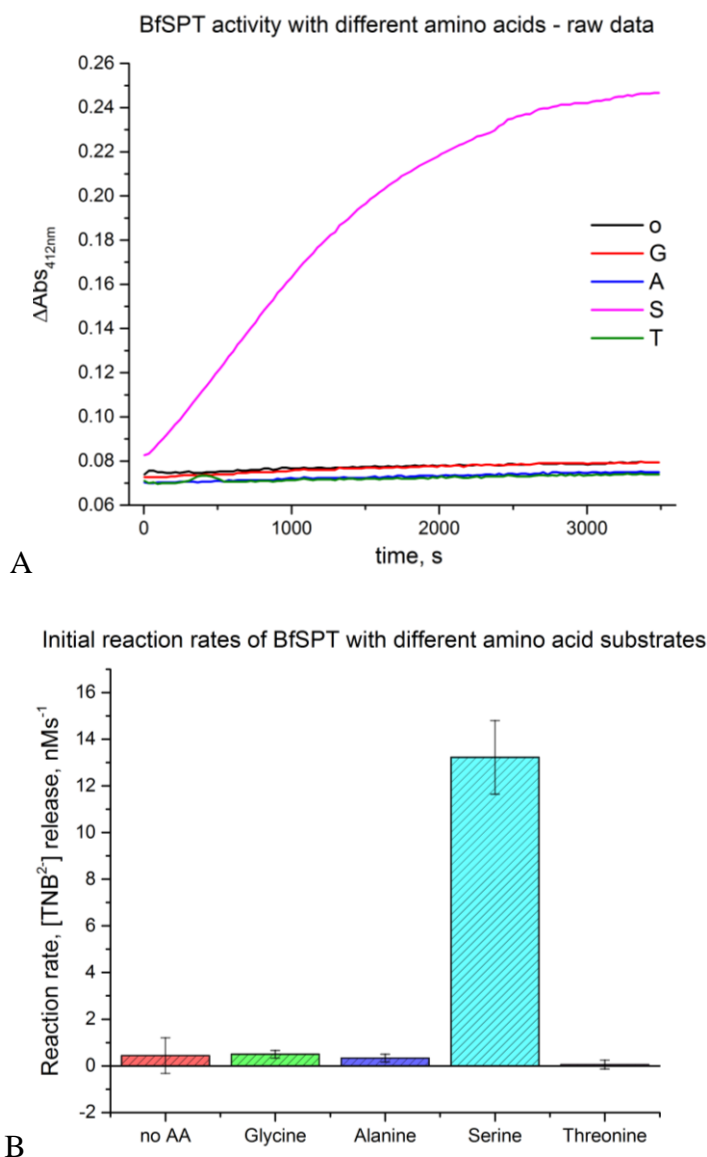 BfSPT activity with different amino acids - raw data
0.26
0.24
0.22
0.20
0.18
0.16
0.14
0.12
0.10
0.08
0.06
ΔAbs412nm
o
G
A
S
T
0
1000
2000
3000
time, s
A
Initial reaction rates of BfSPT with different amino acid substrates
16
14
12
10
8
6
4
2
0
-2
Reaction rate, [TNB2-] release, nMs-1
no AA
Glycine
Alanine
Serine
Threonine
B